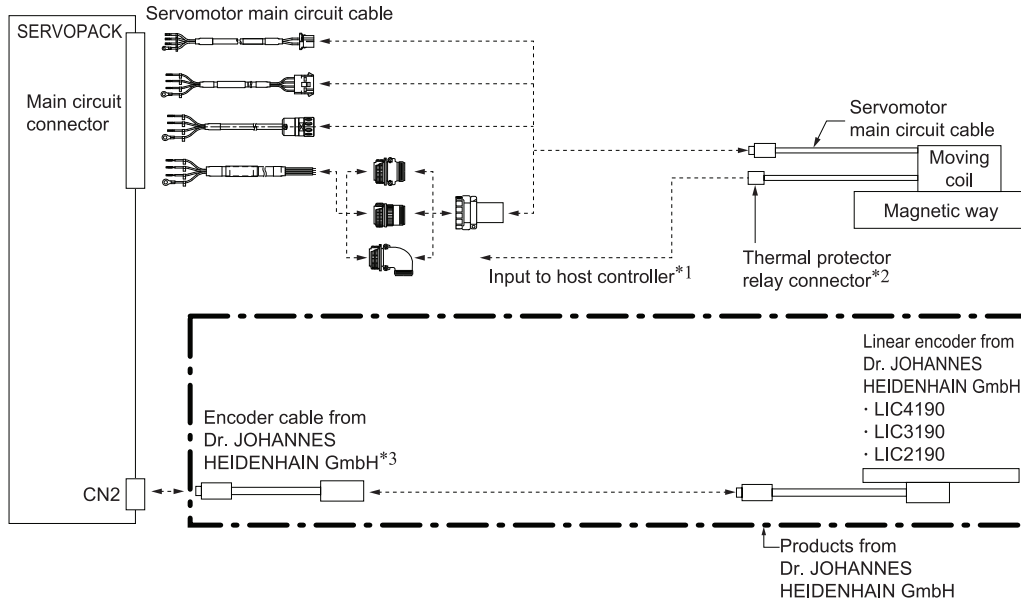 Servomotor main circuit cable
SERVOPACK
Main circuit
connector
Servomotor
main circuit cable
Moving
coil
Magnetic way
Thermal protector
relay connector*2
Input to host controller*1
Linear encoder from
Dr. JOHANNES
HEIDENHAIN GmbH
· LIC4190
· LIC3190
· LIC2190
Encoder cable from
Dr. JOHANNES
HEIDENHAIN GmbH*3
CN2
Products from
Dr. JOHANNES
HEIDENHAIN GmbH